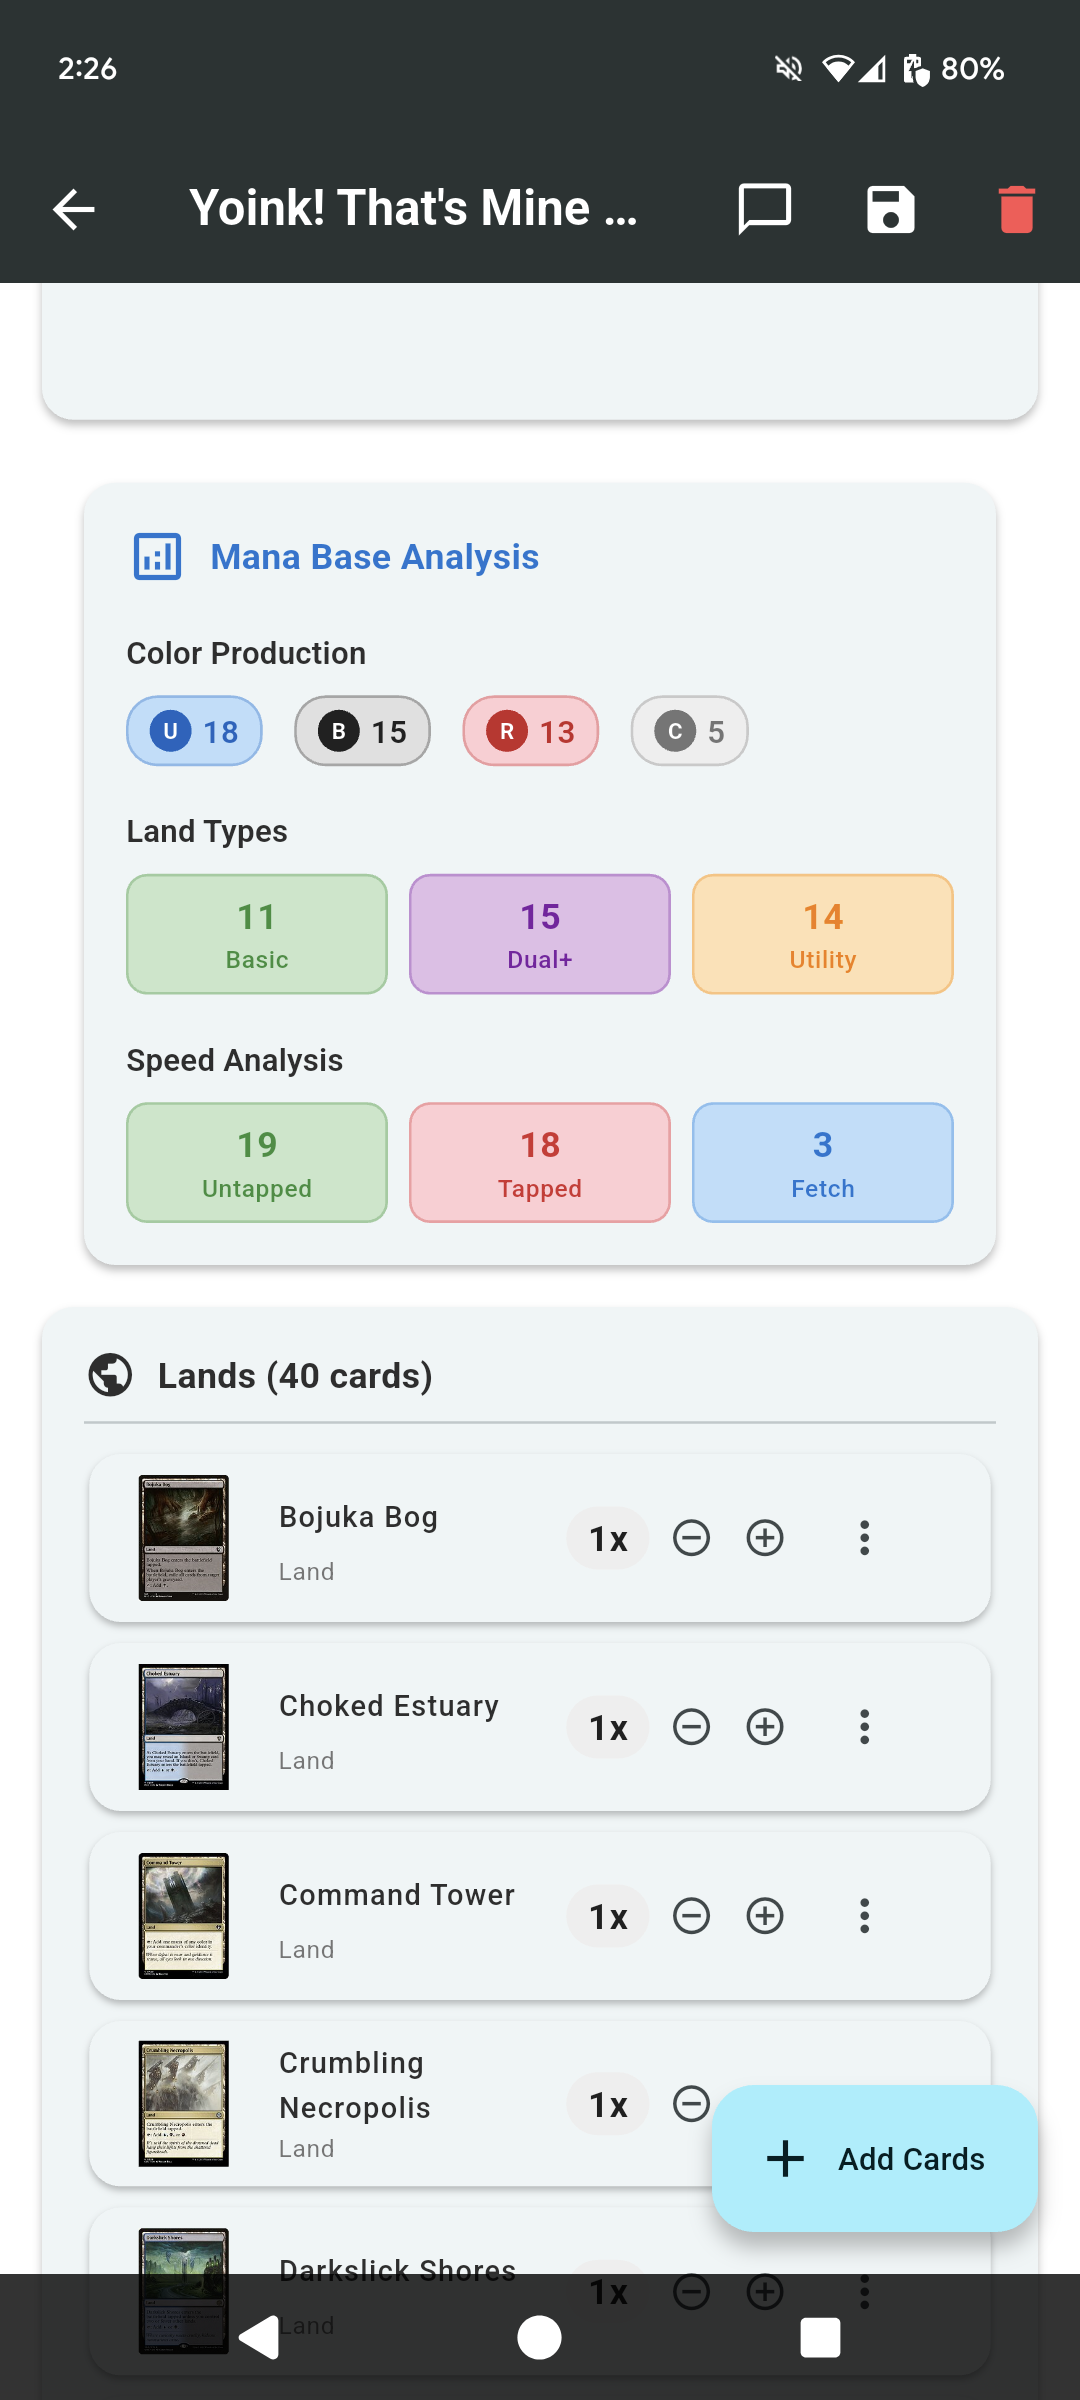 2:26
80%
Yoink! That's Mine ...
Mana Base Analysis
Color Production
U 18
B 15
R 13
C 5
Land Types
11
Basic
15
Dual+
14
Utility
Speed Analysis
19
Untapped
18
Tapped
3
Fetch
Lands (40 cards)
Bojuka Bog
Land
1x
Choked Estuary
Land
1x
Command Tower
Land
1x
Crumbling
Necropolis
Land
1x
Add Cards
Darkslick Shores
Land
1x